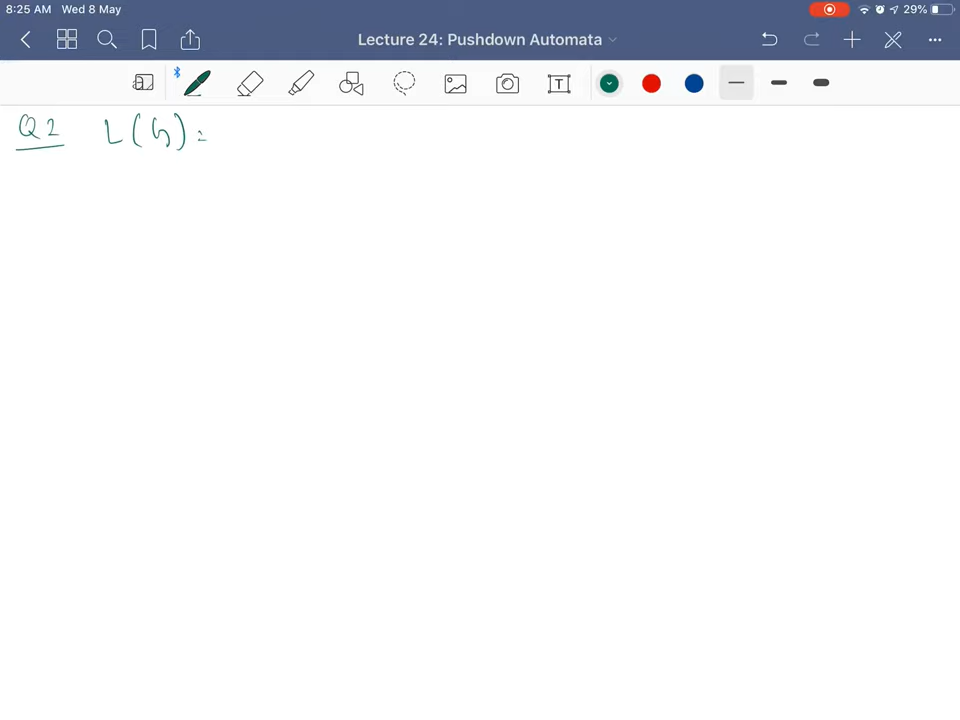 8:25 AM Wed 8 May 29%
Lecture 24: Pushdown Automata
T
Q2 L(G) =